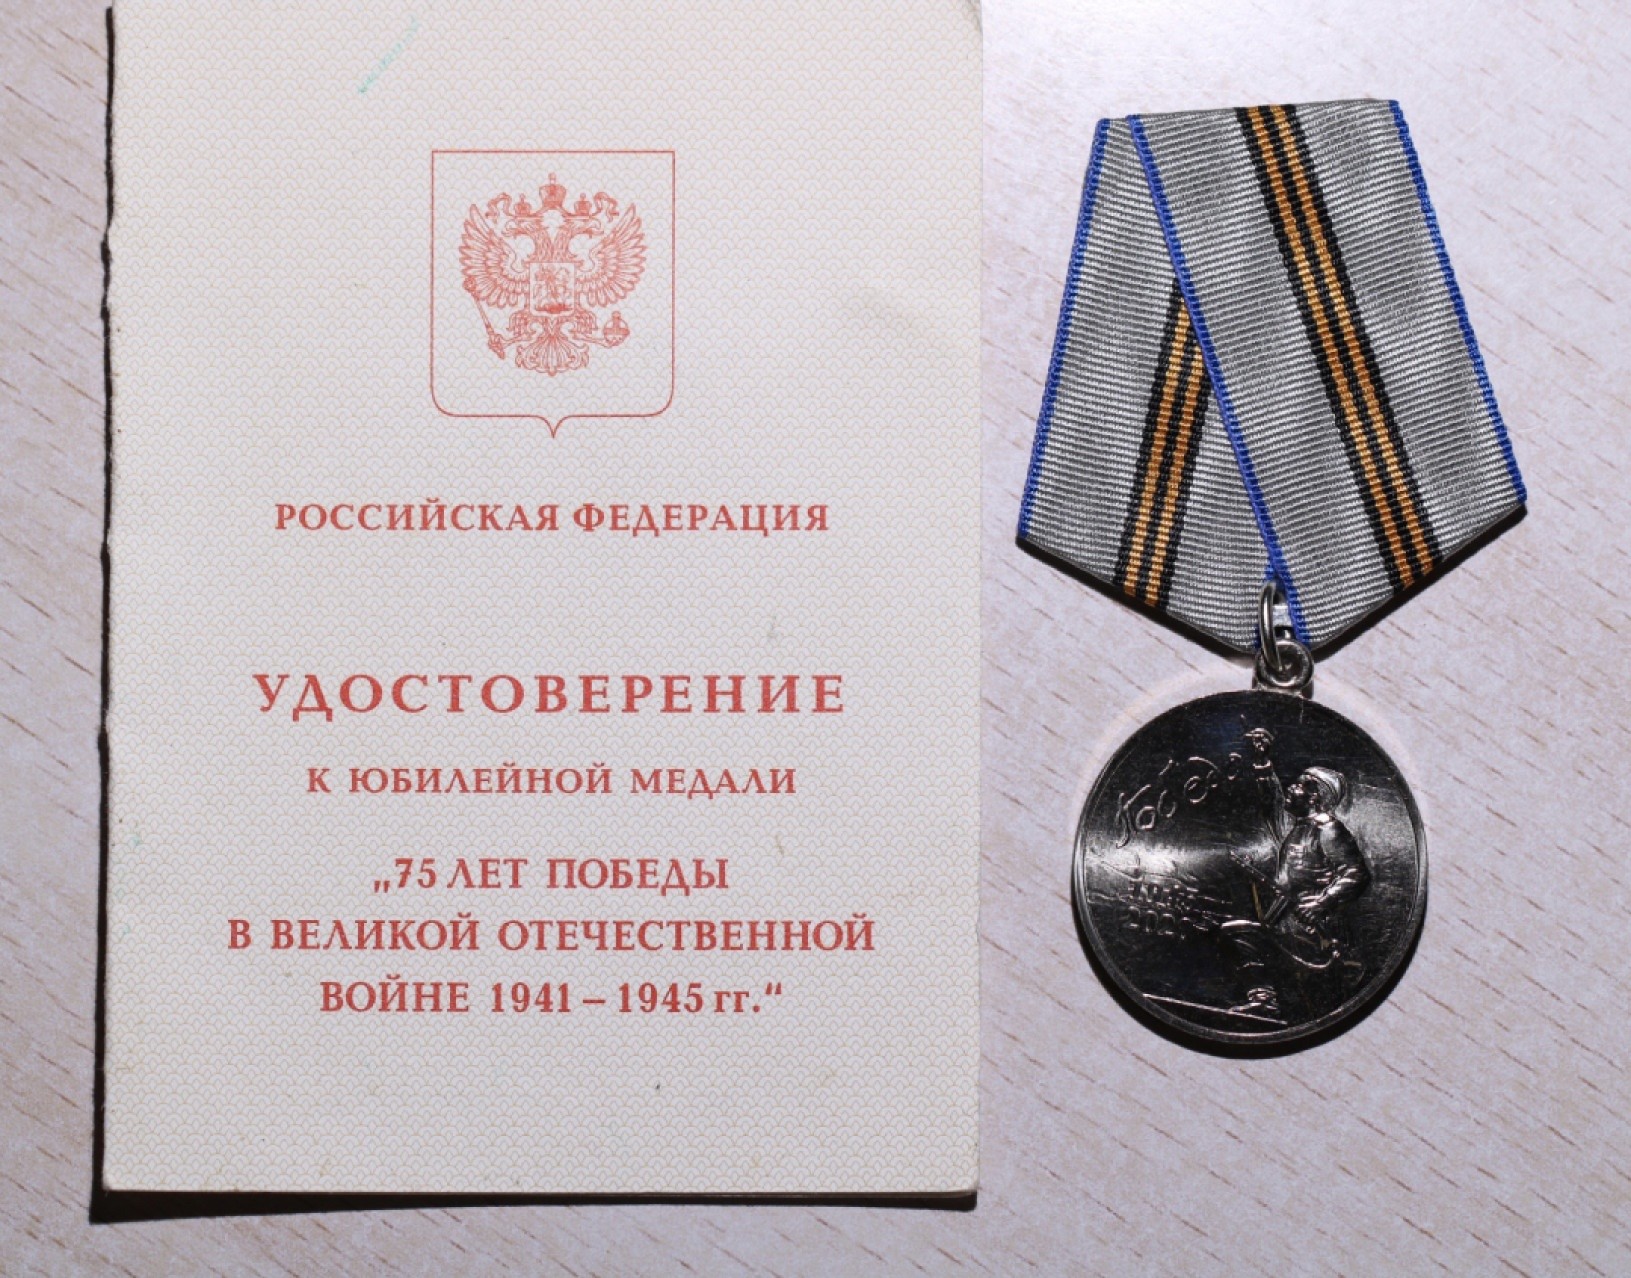 РОССИЙСКАЯ ФЕДЕРАЦИЯ
УДОСТОВЕРЕНИЕ
К ЮБИЛЕЙНОЙ МЕДАЛИ
„75 ЛЕТ ПОБЕДЫ
В ВЕЛИКОЙ ОТЕЧЕСТВЕННОЙ
ВОЙНЕ 1941 – 1945 гг.“
Победа